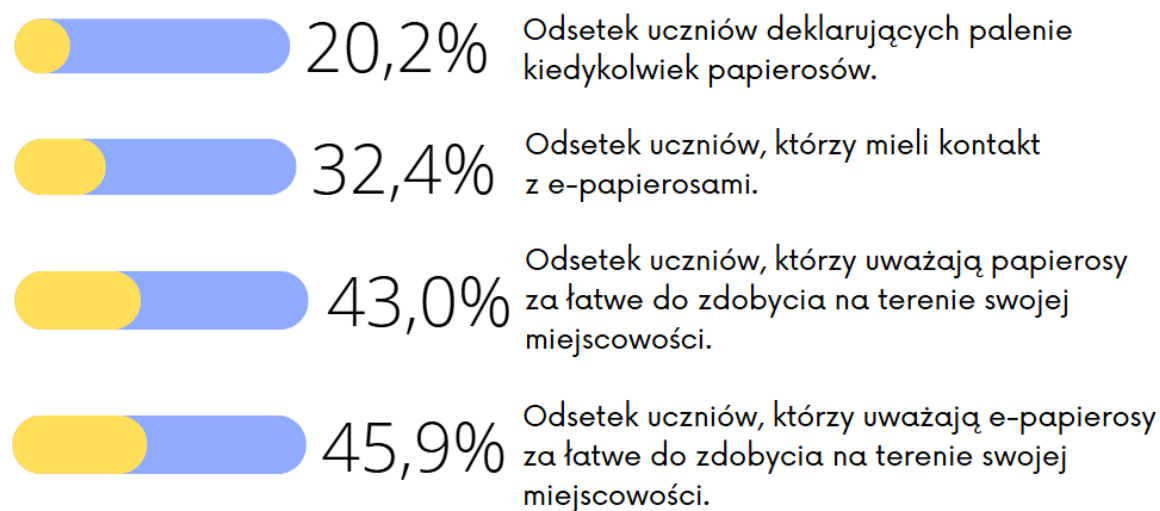 20,2%
Odsetek uczniów deklarujących palenie
kiedykolwiek papierosów.
32,4%
Odsetek uczniów, którzy mieli kontakt
z e-papierosami.
43,0%
Odsetek uczniów, którzy uważają papierosy
za łatwe do zdobycia na terenie swojej
miejscowości.
45,9%
Odsetek uczniów, którzy uważają e-papierosy
za łatwe do zdobycia na terenie swojej
miejscowości.